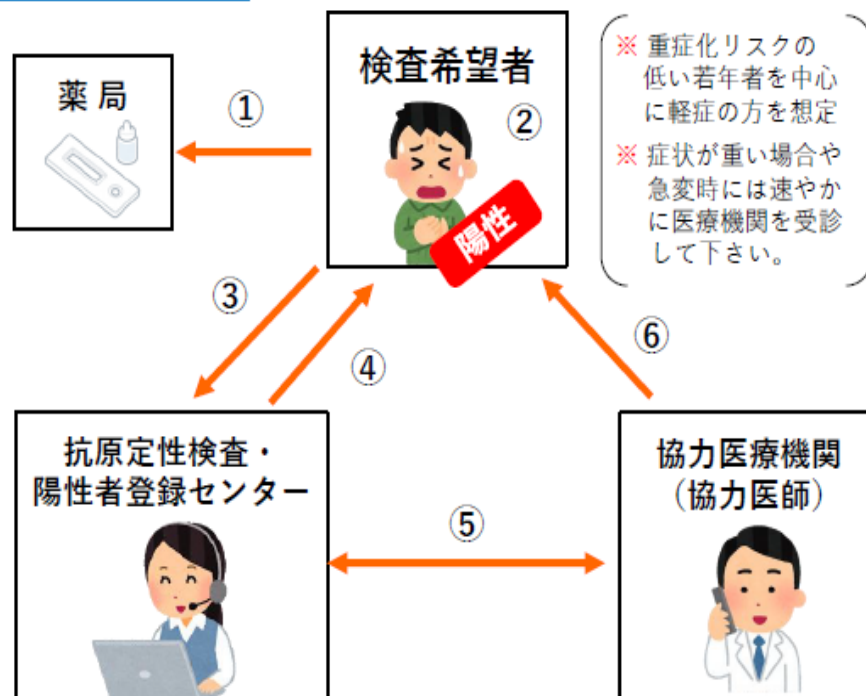 検査希望者
薬局
①
②
陽性
※ 重症化リスクの
低い若年者を中心
に軽症の方を想定
※ 症状が重い場合や
急変時には速やか
に医療機関を受診
して下さい。
③
④
⑥
抗原定性検査・
陽性者登録センター
⑤
協力医療機関
（協力医師）